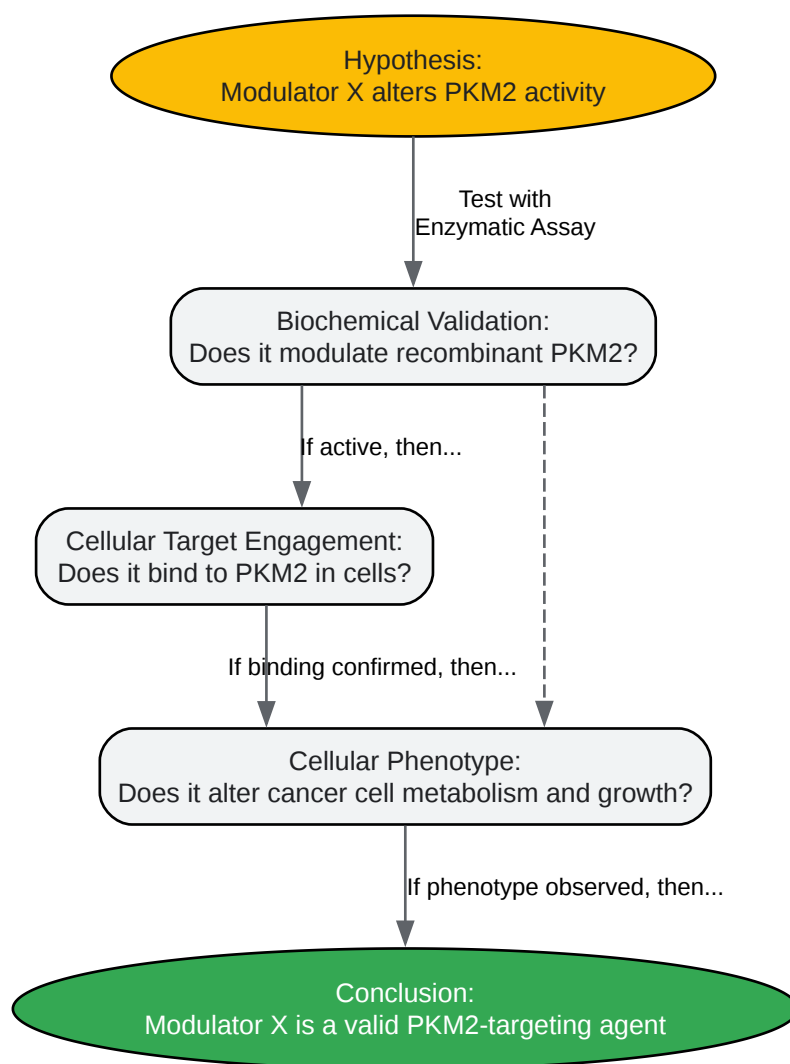 Hypothesis:
Modulator X alters PKM2 activity
Test with
Enzymatic Assay
Biochemical Validation:
Does it modulate recombinant PKM2?
If active, then...
Cellular Target Engagement:
Does it bind to PKM2 in cells?
If binding confirmed, then...
Cellular Phenotype:
Does it alter cancer cell metabolism and growth?
If phenotype observed, then...
Conclusion:
Modulator X is a valid PKM2-targeting agent